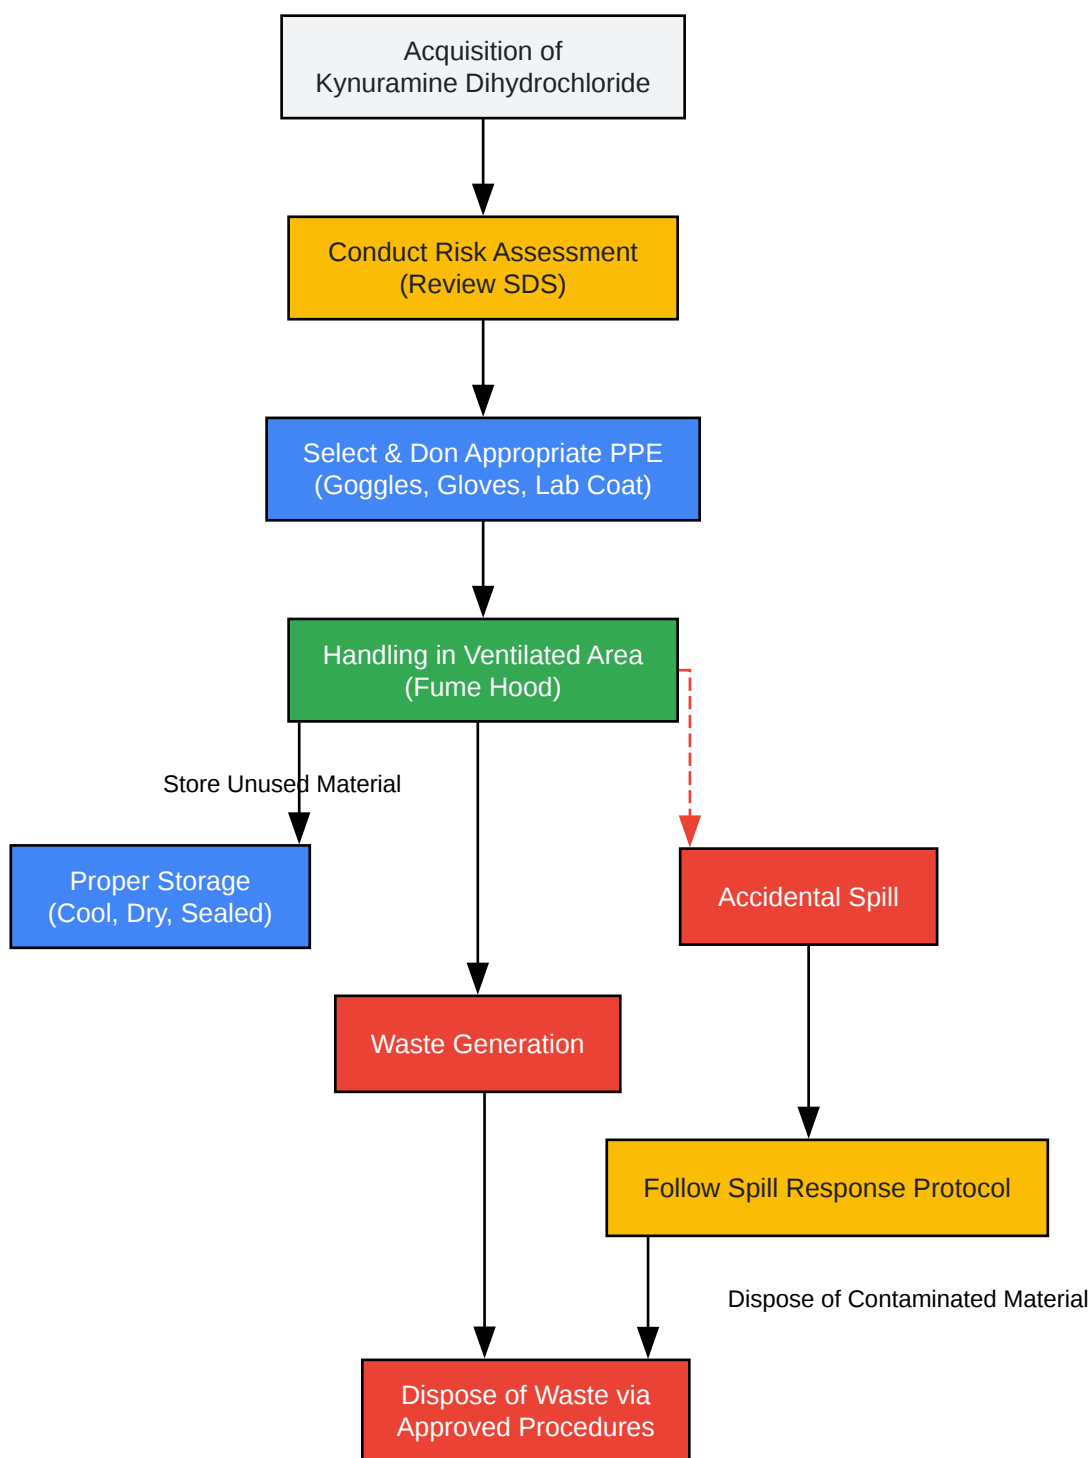 Acquisition of
Kynuramine Dihydrochloride
Conduct Risk Assessment
(Review SDS)
Select & Don Appropriate PPE
(Goggles, Gloves, Lab Coat)
Handling in Ventilated Area
(Fume Hood)
Store Unused Material
Proper Storage
(Cool, Dry, Sealed)
Accidental Spill
Waste Generation
Follow Spill Response Protocol
Dispose of Contaminated Material
Dispose of Waste via
Approved Procedures